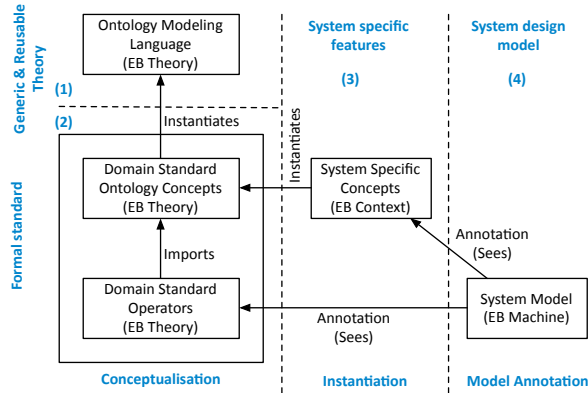 Generic & Reusable
Theory
(1)
Ontology Modeling
Language
(EB Theory)
System specific
features
(3)
System design
model
(4)
(2)
Instantiates
Instantiates
Formal standard
Domain Standard
Ontology Concepts
(EB Theory)
System Specific
Concepts
(EB Context)
Imports
Annotation
(Sees)
Domain Standard
Operators
(EB Theory)
Annotation
(Sees)
System Model
(EB Machine)
Conceptualisation
Instantiation
Model Annotation